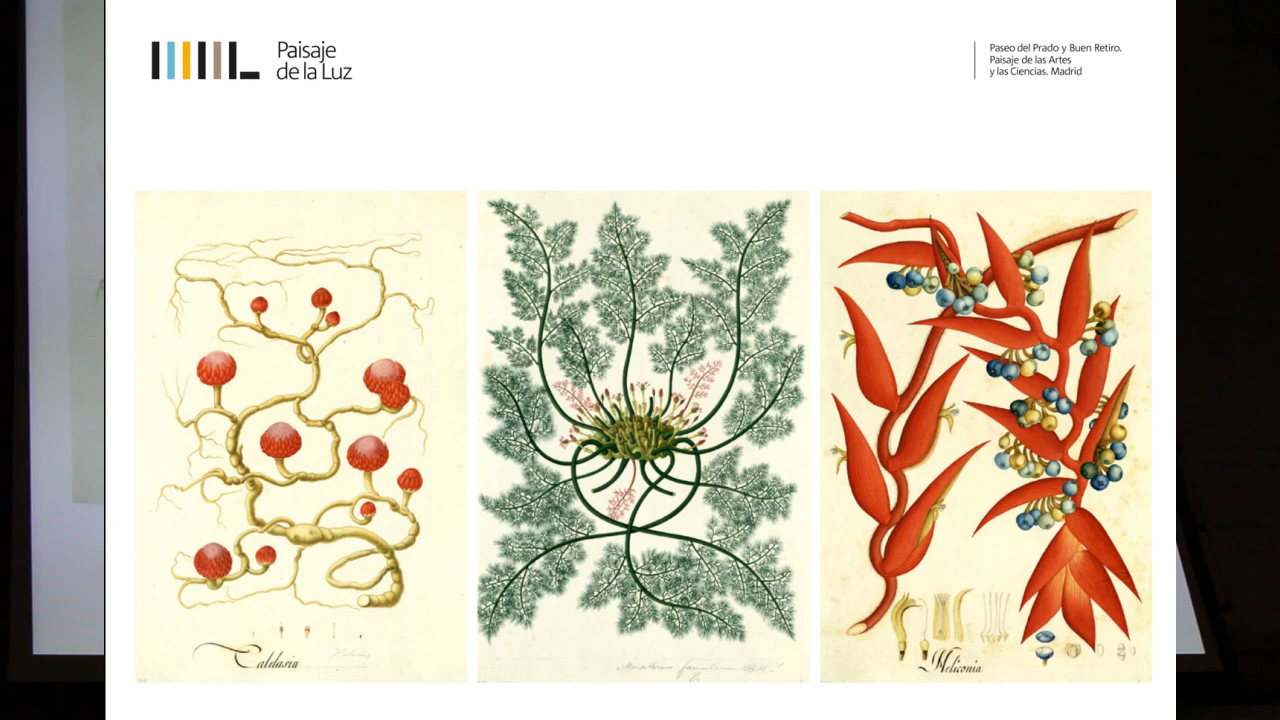 Paisaje
de la Luz
Paseo del Prado y Buen Retiro.
Paisaje de las Artes
y las Ciencias. Madrid
Caldasia
Heliconia